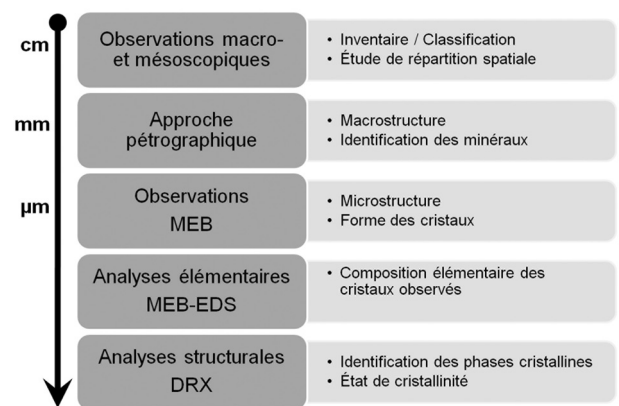 cm
Observations macro-
et mésoscopiques
• Inventaire / Classification
• Étude de répartition spatiale
mm
Approche
pétrographique
• Macrostructure
• Identification des minéraux
µm
Observations
MEB
• Microstructure
• Forme des cristaux
Analyses élémentaires
MEB-EDS
• Composition élémentaire des
cristaux observés
Analyses structurales
DRX
• Identification des phases cristallines
• État de cristallinité